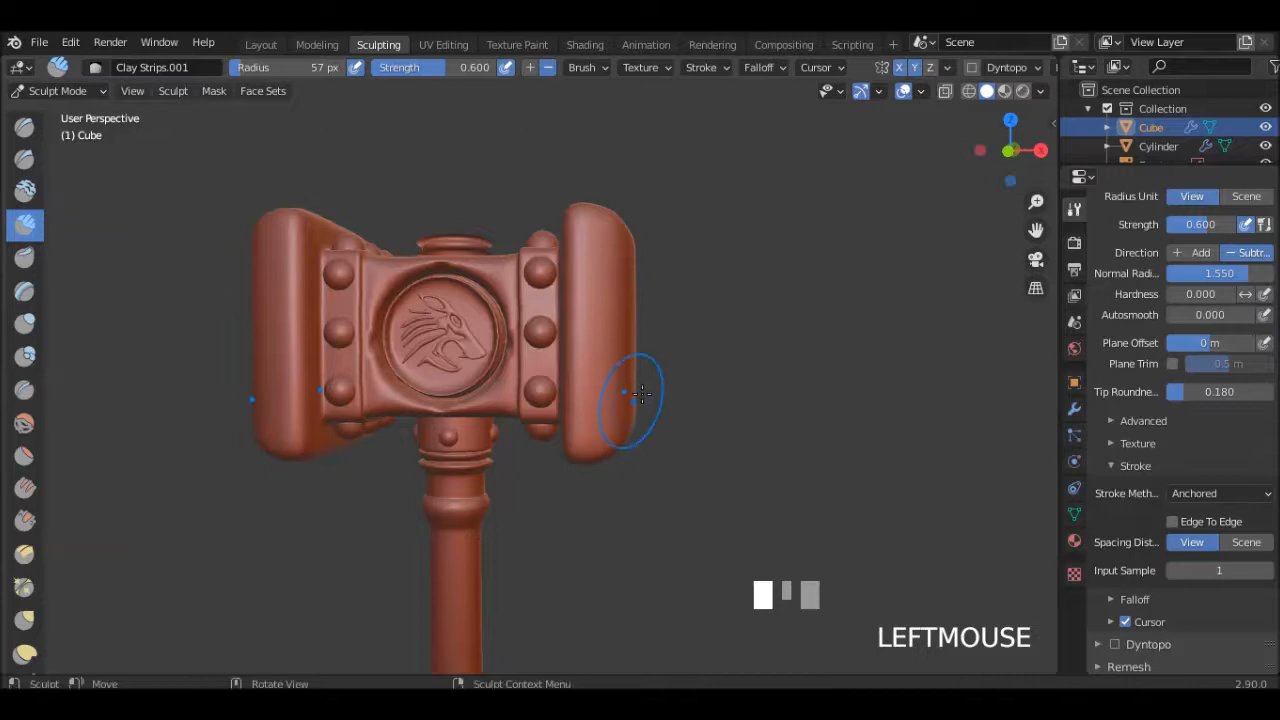 File Edit Render Window Help Layout Modeling Sculpting UV Editing Texture Paint Shading Animation Rendering Compositing Scripting + Scene View Layer
Clay Strips.001 Radius 57 px Strength 0.600 Brush Texture Stroke Falloff Cursor X Y Z Dyntopo
Sculpt Mode View Sculpt Mask Face Sets
Scene Collection
Collection
Cube
Cylinder
User Perspective
(1) Cube
Z
X
Radius Unit View Scene
Strength 0.600
Direction + Add — Subtr...
Normal Radi... 1.550
Hardness 0.000
Autosmooth 0.000
Plane Offset 0 m
Plane Trim 0.5 m
Tip Roundne... 0.180
Advanced
Texture
Stroke
Stroke Meth... Anchored
Edge To Edge
Spacing Dist... View Scene
Input Sample 1
Falloff
Cursor
Dyntopo
Remesh
LEFTMOUSE
Sculpt Move Rotate View Sculpt Context Menu 2.90.0